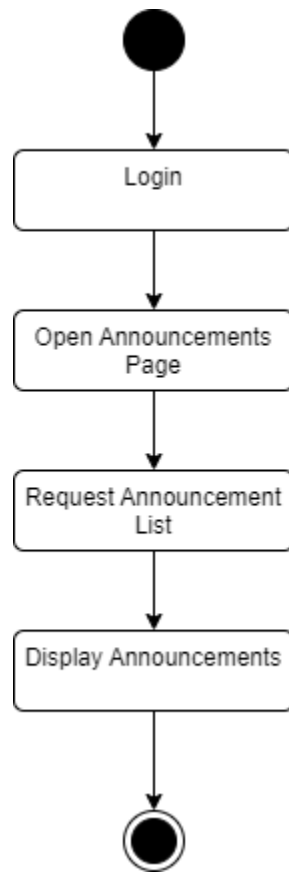 Login
Open Announcements
Page
Request Announcement
List
Display Announcements